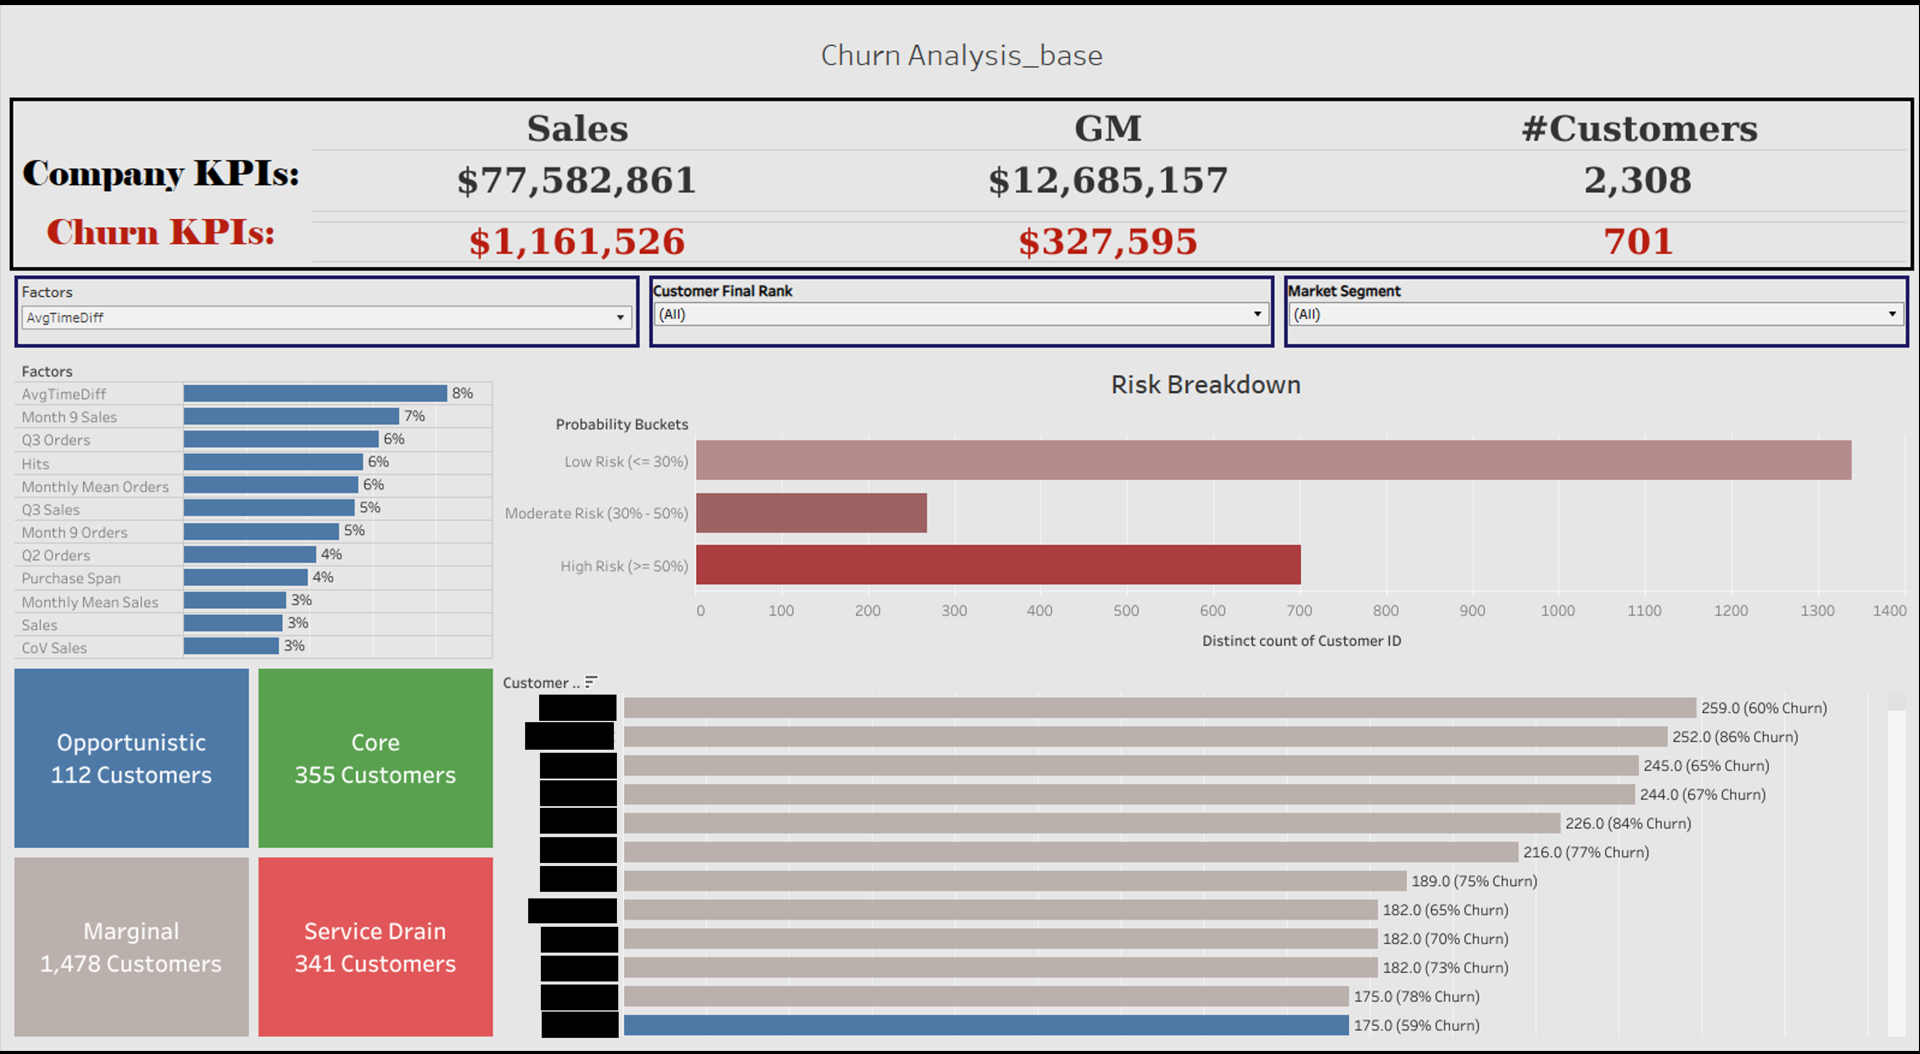 Churn Analysis_base
Sales GM #Customers
Company KPIs: $77,582,861 $12,685,157 2,308
Churn KPIs: $1,161,526 $327,595 701
Factors
AvgTimeDiff
Customer Final Rank
(All)
Market Segment
(All)
Factors
AvgTimeDiff 8%
Month 9 Sales 7%
Q3 Orders 6%
Hits 6%
Monthly Mean Orders 6%
Q3 Sales 5%
Month 9 Orders 5%
Q2 Orders 4%
Purchase Span 4%
Monthly Mean Sales 3%
Sales 3%
CoV Sales 3%
Risk Breakdown
Probability Buckets
Low Risk (<= 30%)
Moderate Risk (30% - 50%)
High Risk (>= 50%)
0 100 200 300 400 500 600 700 800 900 1000 1100 1200 1300 1400
Distinct count of Customer ID
Opportunistic
112 Customers
Core
355 Customers
Marginal
1,478 Customers
Service Drain
341 Customers
Customer ..
259.0 (60% Churn)
252.0 (86% Churn)
245.0 (65% Churn)
244.0 (67% Churn)
226.0 (84% Churn)
216.0 (77% Churn)
189.0 (75% Churn)
182.0 (65% Churn)
182.0 (70% Churn)
182.0 (73% Churn)
175.0 (78% Churn)
175.0 (59% Churn)